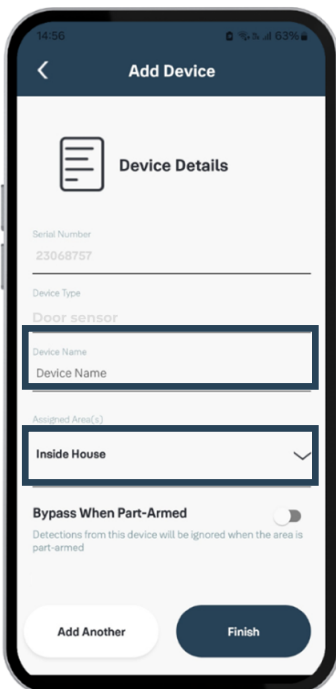 14:56
63%
Add Device
Device Details
Serial Number
23068757
Device Type
Door sensor
Device Name
Device Name
Assigned Area(s)
Inside House
Bypass When Part-Armed
Detections from this device will be ignored when the area is
part-armed
Add Another
Finish